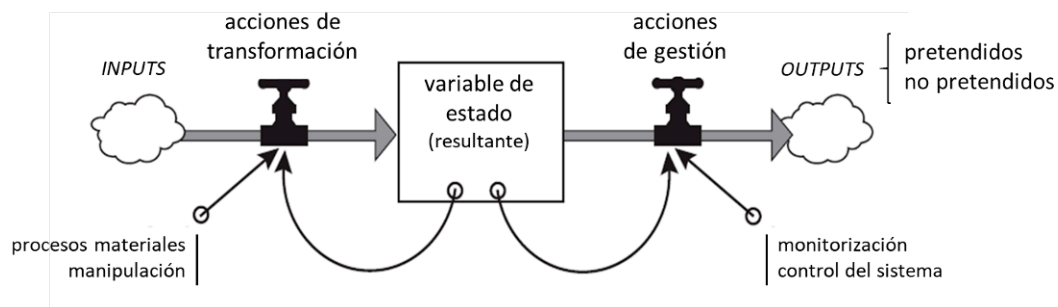 acciones de
transformación
acciones
de gestión
INPUTS
OUTPUTS
pretendidos
no pretendidos
variable de
estado
(resultante)
procesos materiales
manipulación
monitorización
control del sistema